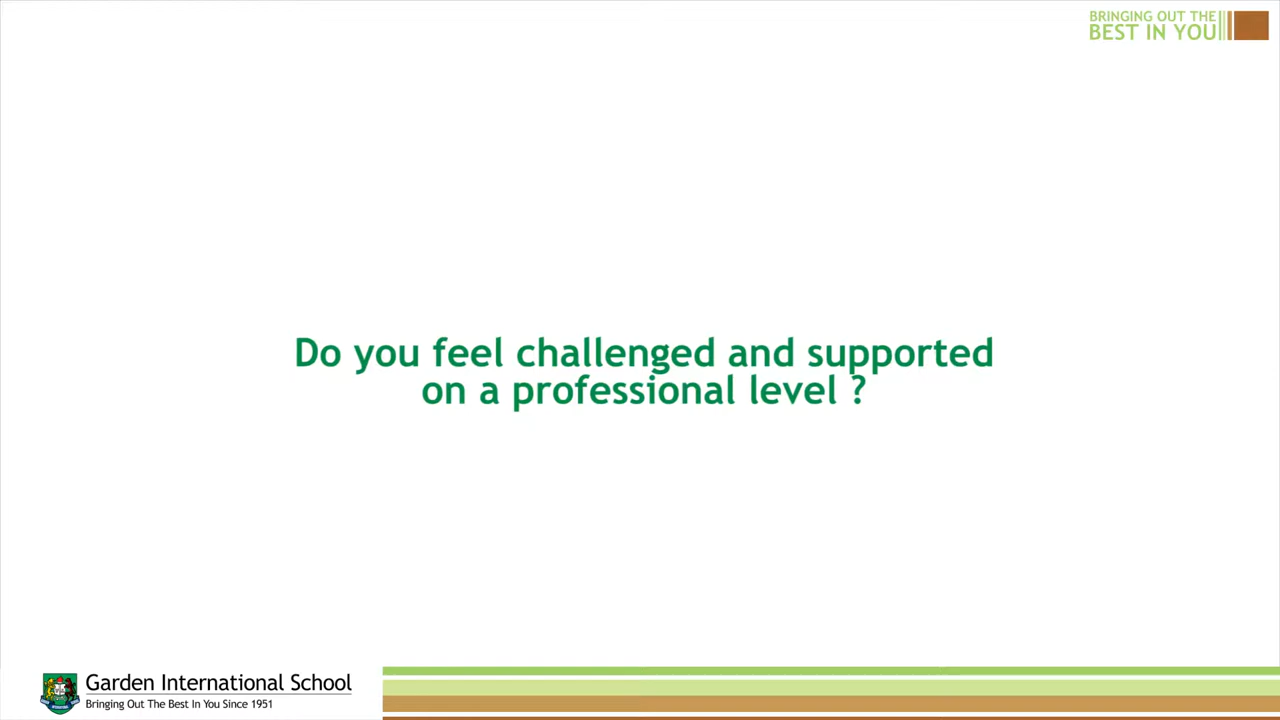 BRINGING OUT THE
BEST IN YOU
Do you feel challenged and supported
on a professional level ?
Garden International School
Bringing Out The Best In You Since 1951